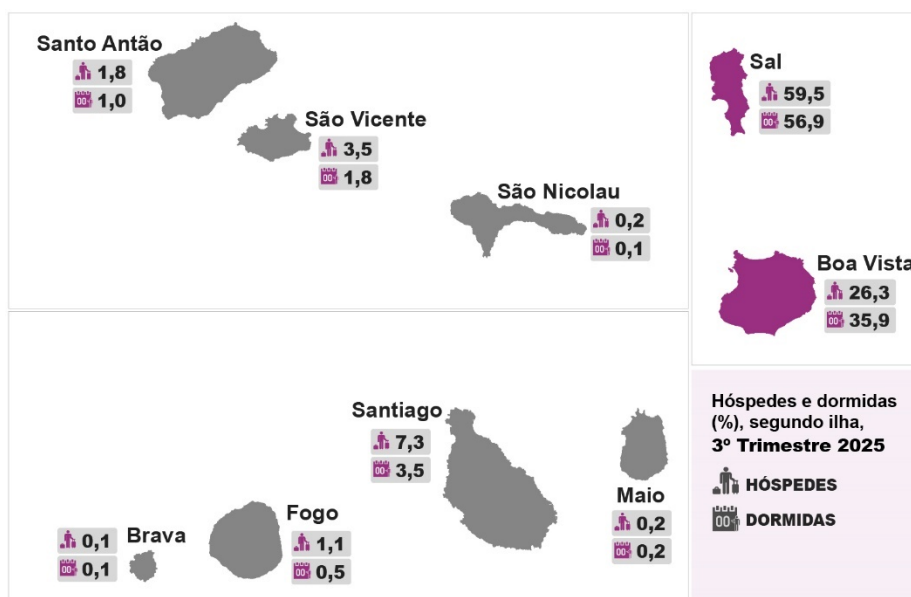 Santo Antão
1,8
1,0
São Vicente
3,5
1,8
São Nicolau
0,2
0,1
Sal
59,5
56,9
Boa Vista
26,3
35,9
Santiago
7,3
3,5
Maio
0,2
0,2
Fogo
1,1
0,5
Brava
0,1
0,1
Hóspedes e dormidas
(%), segundo ilha,
3º Trimestre 2025
HÓSPEDES
DORMIDAS